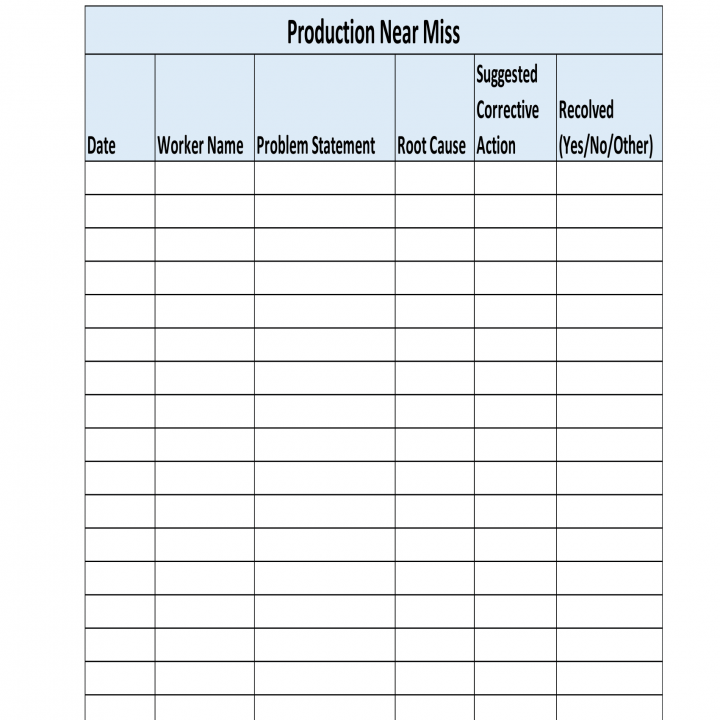 Production Near Miss
Date
Worker Name
Problem Statement
Root Cause
Suggested
Corrective
Action
Recolved
(Yes/No/Other)